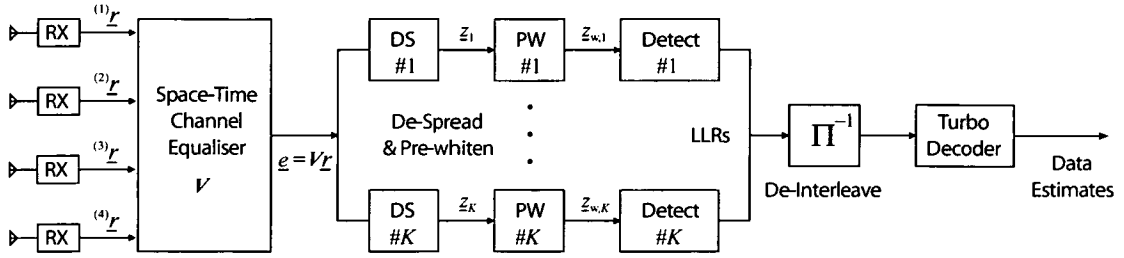 RX (1)r
RX (2)r
RX (3)r
RX (4)r
Space-Time
Channel
Equaliser
V
e = Vr
DS
#1
z1
PW
#1
zw,1
Detect
#1
De-Spread
& Pre-whiten
LLRs
DS
#K
zK
PW
#K
zw,K
Detect
#K
Π−1
De-Interleave
Turbo
Decoder
Data
Estimates